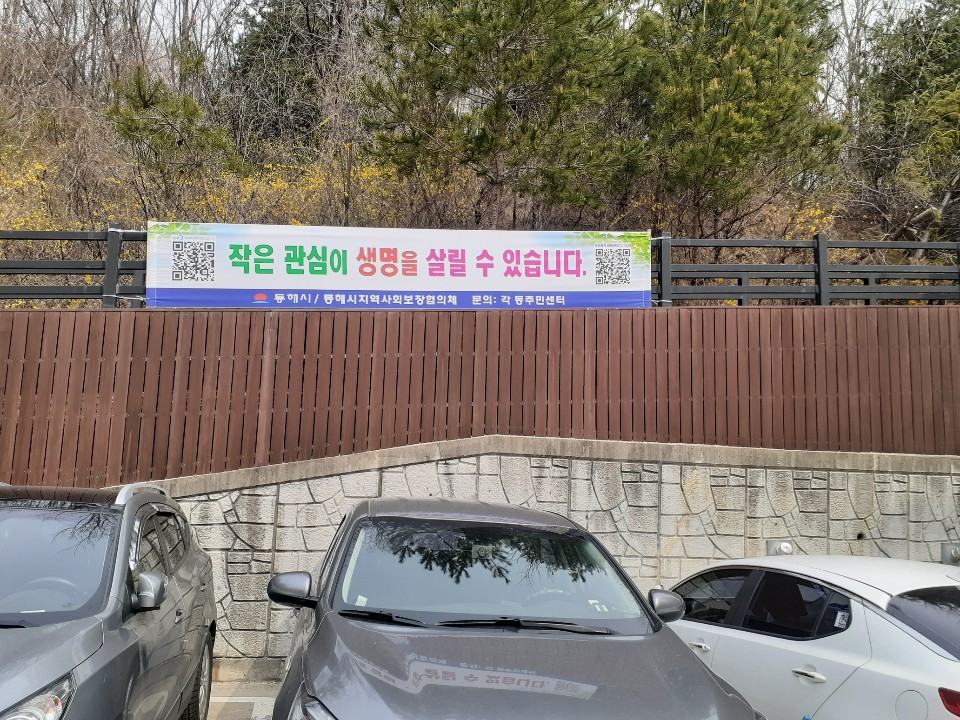 작은 관심이 생명을 살릴 수 있습니다.
동해시 / 동해시지역사회보장협의체 문의: 각 동주민센터